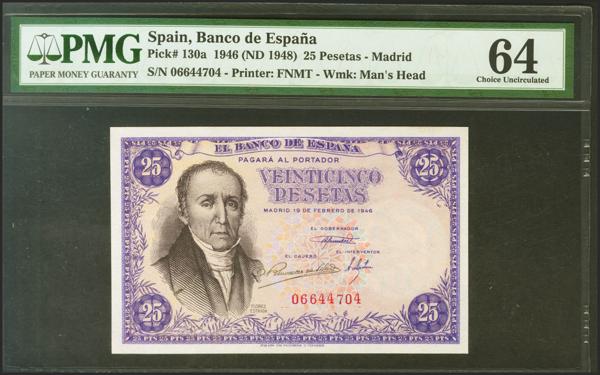 PMG
PAPER MONEY GUARANTY
Spain, Banco de España
Pick# 130a 1946 (ND 1948) 25 Pesetas - Madrid
S/N 06644704 - Printer: FNMT - Wmk: Man's Head
64
Choice Uncirculated
EL BANCO DE ESPAÑA
PAGARÁ AL PORTADOR
25
25
VEINTICINCO
PESETAS
MADRID 19 DE FEBRERO DE 1946
EL GOBERNADOR
EL CAJERO
EL INTERVENTOR
06644704
FLOREZ
ESTRADA
25
25